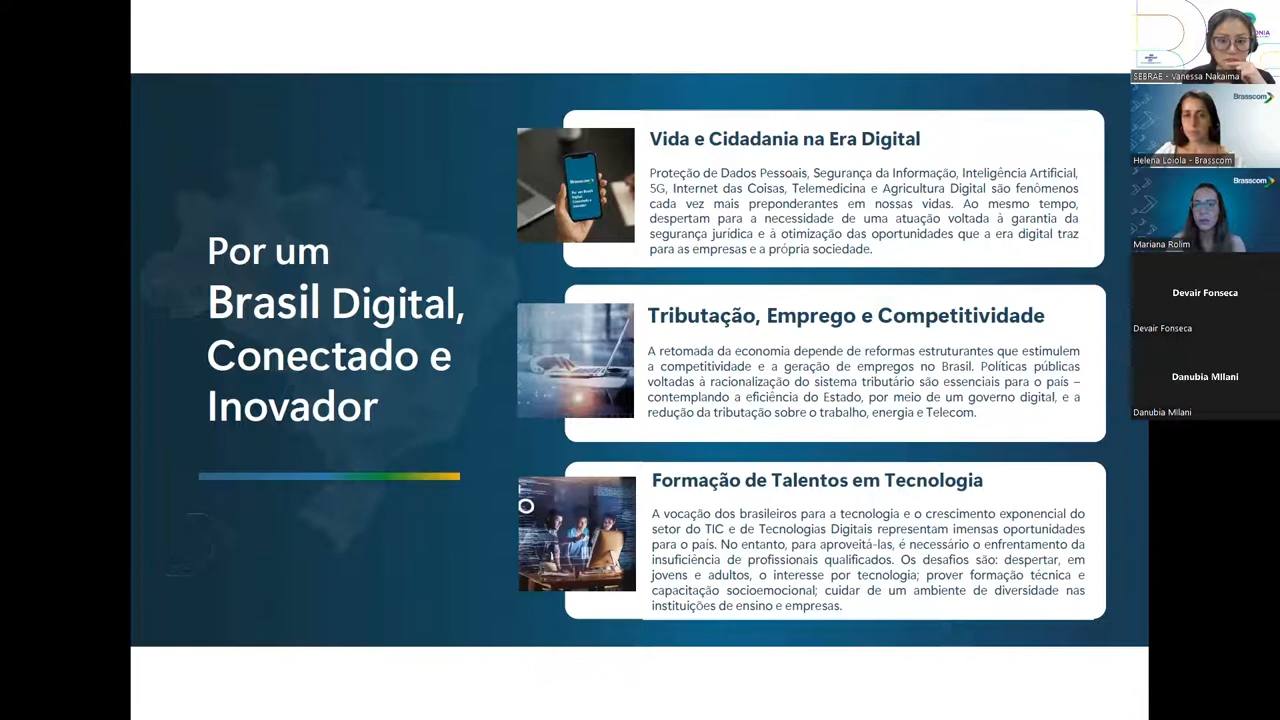 Por um
Brasil Digital,
Conectado e
Inovador
Vida e Cidadania na Era Digital
Proteção de Dados Pessoais, Segurança da Informação, Inteligência Artificial,
5G, Internet das Coisas, Telemedicina e Agricultura Digital são fenômenos
cada vez mais preponderantes em nossas vidas. Ao mesmo tempo,
despertam para a necessidade de uma atuação voltada à garantia da
segurança jurídica e à otimização das oportunidades que a era digital traz
para as empresas e a própria sociedade.
Brasscom
Por um Brasil
Digital,
Conectado e
Inovador
Tributação, Emprego e Competitividade
A retomada da economia depende de reformas estruturantes que estimulem
a competitividade e a geração de empregos no Brasil. Políticas públicas
voltadas à racionalização do sistema tributário são essenciais para o país –
contemplando a eficiência do Estado, por meio de um governo digital, e a
redução da tributação sobre o trabalho, energia e Telecom.
Formação de Talentos em Tecnologia
A vocação dos brasileiros para a tecnologia e o crescimento exponencial do
setor do TIC e de Tecnologias Digitais representam imensas oportunidades
para o país. No entanto, para aproveitá-las, é necessário o enfrentamento da
insuficiência de profissionais qualificados. Os desafios são: despertar, em
jovens e adultos, o interesse por tecnologia; prover formação técnica e
capacitação socioemocional; cuidar de um ambiente de diversidade nas
instituições de ensino e empresas.
SEBRAE - Vanessa Nakaima
Brasscom
Helena Loiola - Brasscom
Brasscom
Mariana Rolim
Devair Fonseca
Devair Fonseca
Danubia MIlani
Danubia MIlani